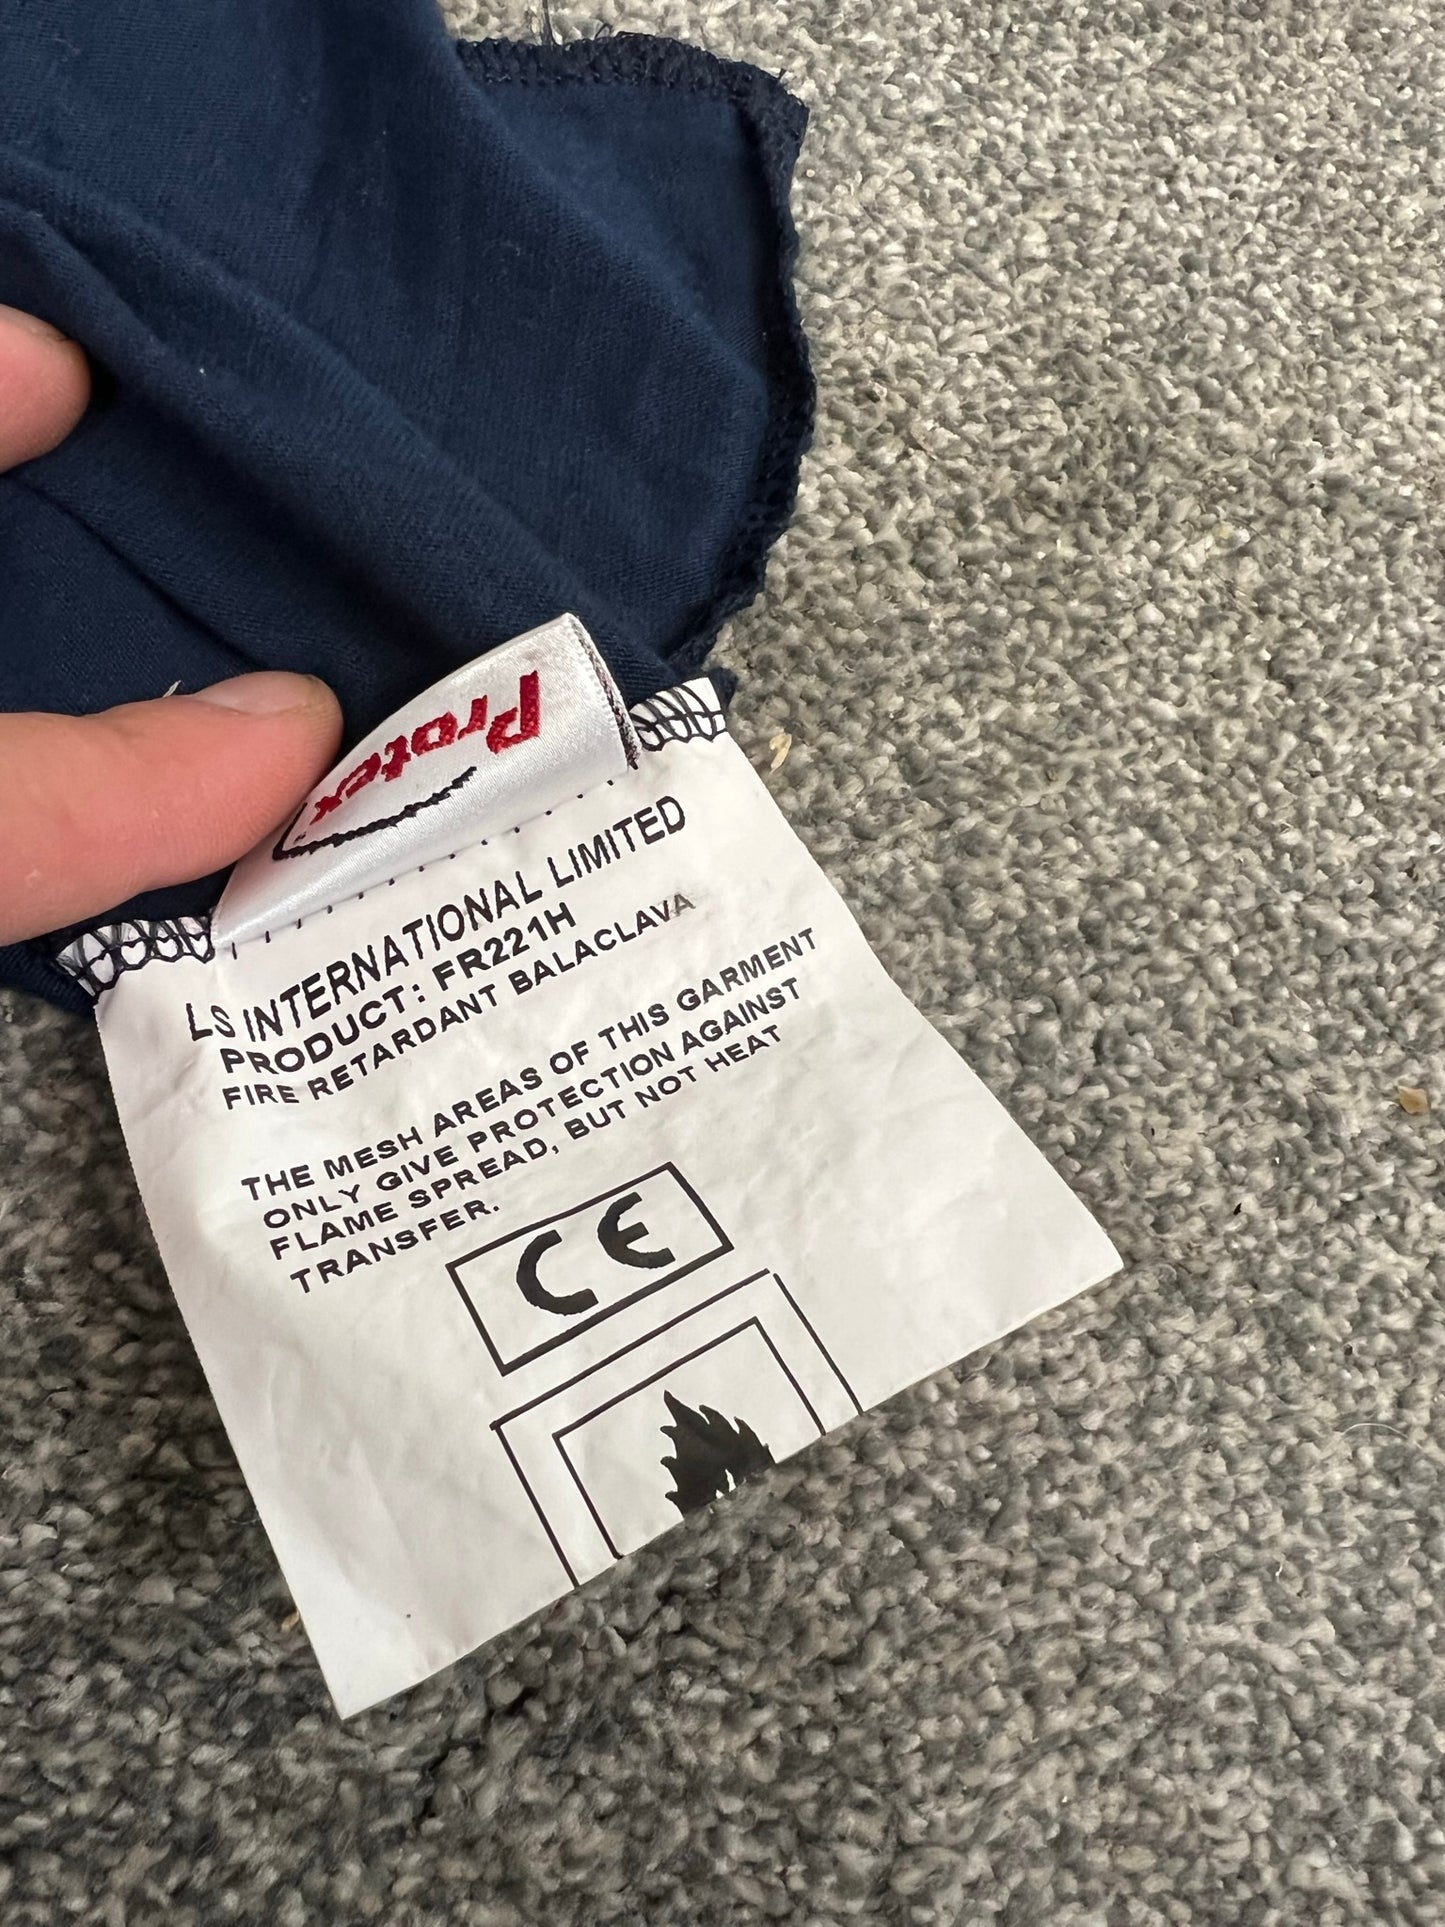 Protex
LS INTERNATIONAL LIMITED
PRODUCT: FR221H
FIRE RETARDANT BALACLAVA
THE MESH AREAS OF THIS GARMENT
ONLY GIVE PROTECTION AGAINST
FLAME SPREAD, BUT NOT HEAT
TRANSFER.
CE